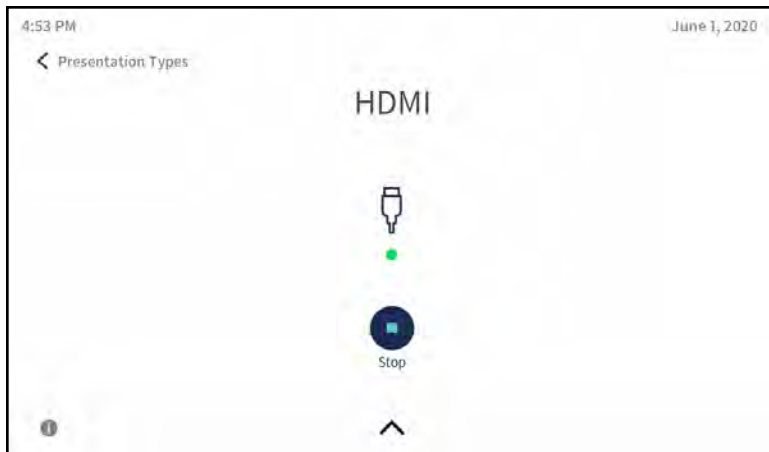 4:53 PM
June 1, 2020
Presentation Types
HDMI
Stop